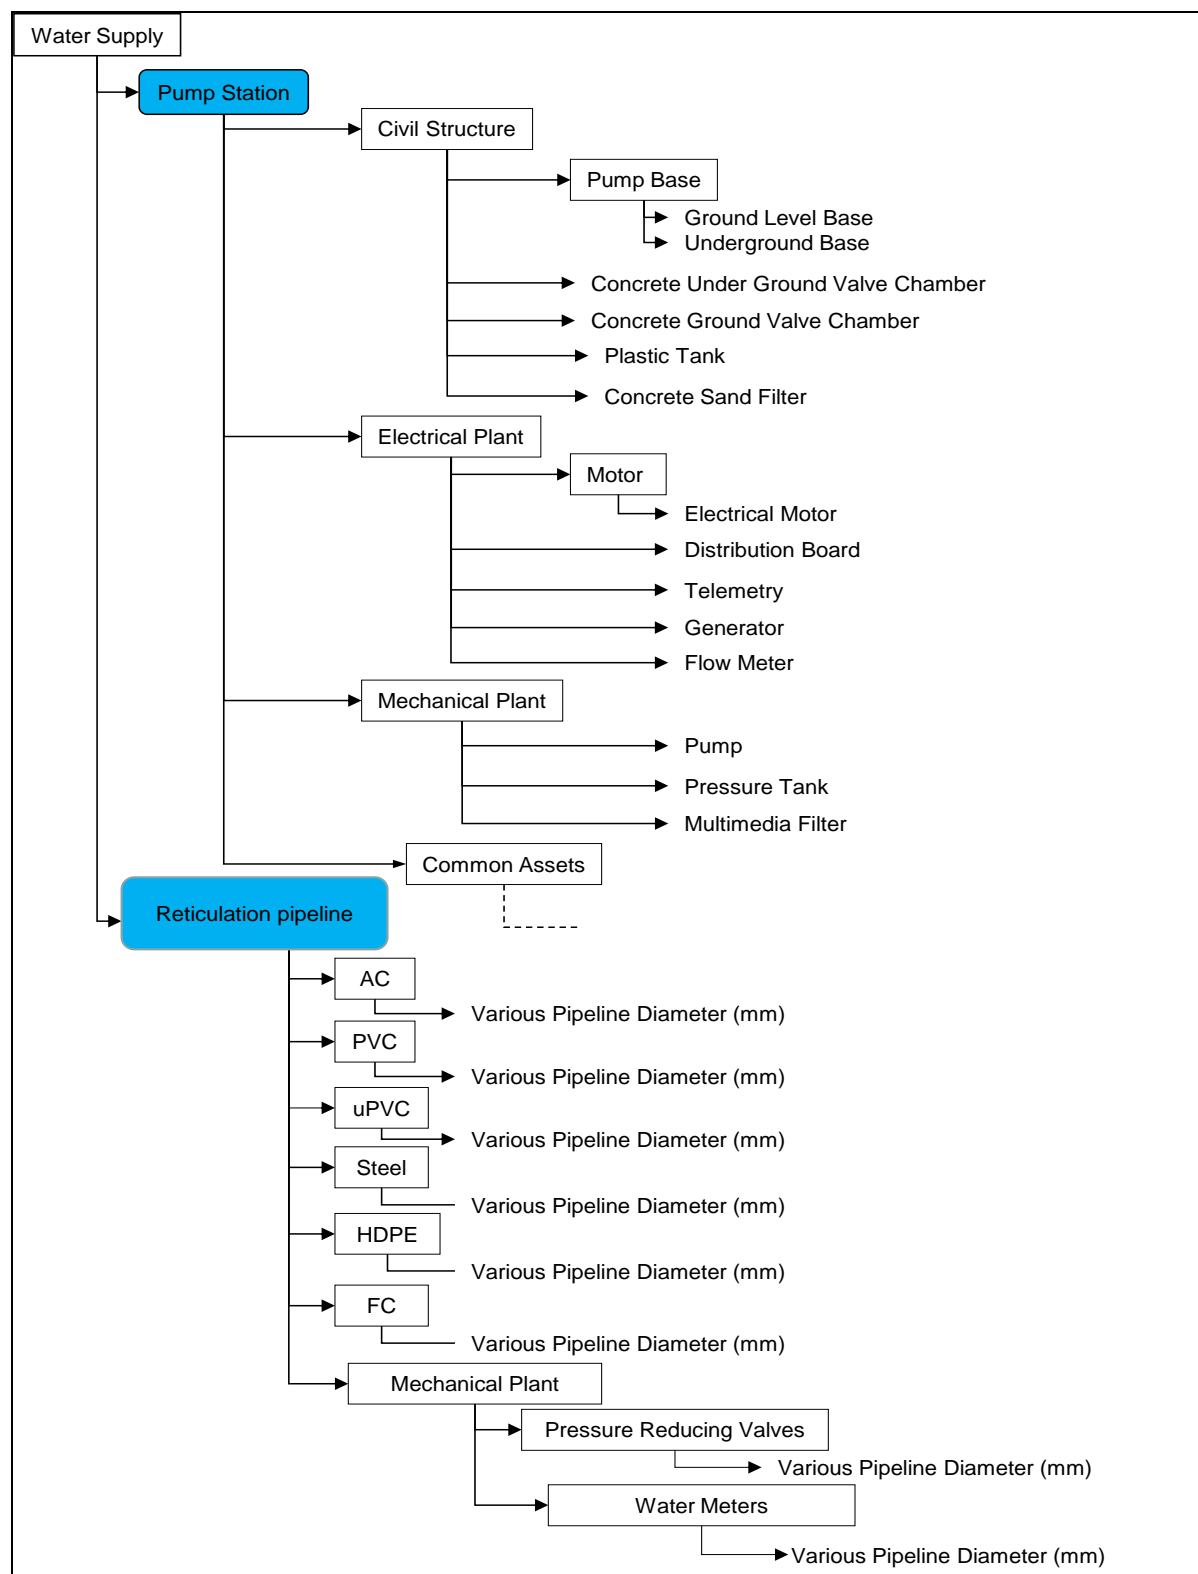 Water Supply
Pump Station
Civil Structure
Pump Base
Ground Level Base
Underground Base
Concrete Under Ground Valve Chamber
Concrete Ground Valve Chamber
Plastic Tank
Concrete Sand Filter
Electrical Plant
Motor
Electrical Motor
Distribution Board
Telemetry
Generator
Flow Meter
Mechanical Plant
Pump
Pressure Tank
Multimedia Filter
Common Assets
Reticulation pipeline
AC
Various Pipeline Diameter (mm)
PVC
Various Pipeline Diameter (mm)
uPVC
Various Pipeline Diameter (mm)
Steel
Various Pipeline Diameter (mm)
HDPE
Various Pipeline Diameter (mm)
FC
Various Pipeline Diameter (mm)
Mechanical Plant
Pressure Reducing Valves
Various Pipeline Diameter (mm)
Water Meters
Various Pipeline Diameter (mm)